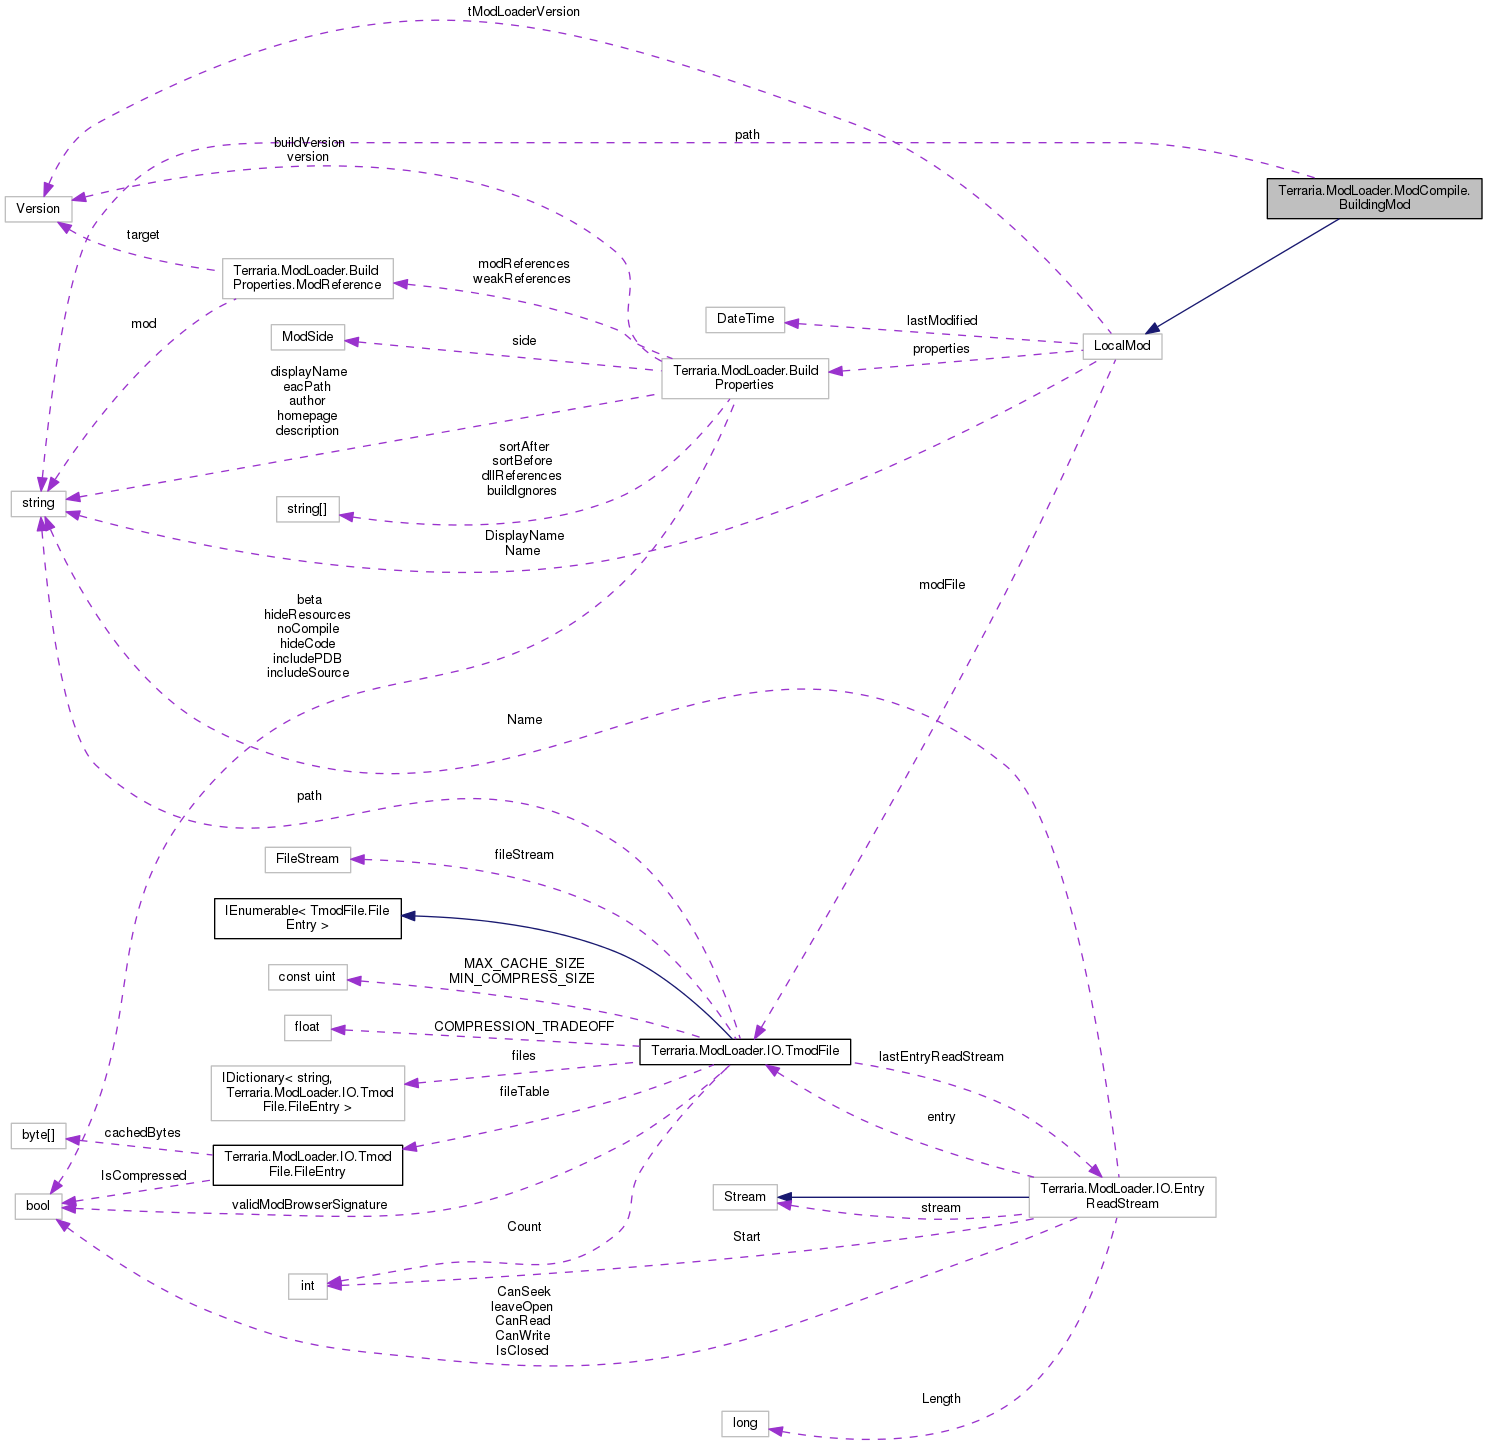 tModLoaderVersion
path
buildVersion
version
Terraria.ModLoader.ModCompile.
BuildingMod
Version
target
Terraria.ModLoader.Build
Properties.ModReference
modReferences
weakReferences
mod
DateTime
lastModified
ModSide
side
LocalMod
properties
Terraria.ModLoader.Build
Properties
displayName
eacPath
author
homepage
description
sortAfter
sortBefore
dllReferences
buildIgnores
string
string[]
DisplayName
Name
modFile
beta
hideResources
noCompile
hideCode
includePDB
includeSource
Name
path
FileStream
fileStream
IEnumerable< TmodFile.File
Entry >
const uint
MAX_CACHE_SIZE
MIN_COMPRESS_SIZE
float
COMPRESSION_TRADEOFF
Terraria.ModLoader.IO.TmodFile
lastEntryReadStream
files
IDictionary< string,
Terraria.ModLoader.IO.Tmod
File.FileEntry >
fileTable
entry
byte[]
cachedBytes
Terraria.ModLoader.IO.Tmod
File.FileEntry
IsCompressed
bool
validModBrowserSignature
Stream
stream
Terraria.ModLoader.IO.Entry
ReadStream
Count
Start
int
CanSeek
leaveOpen
CanRead
CanWrite
IsClosed
Length
long